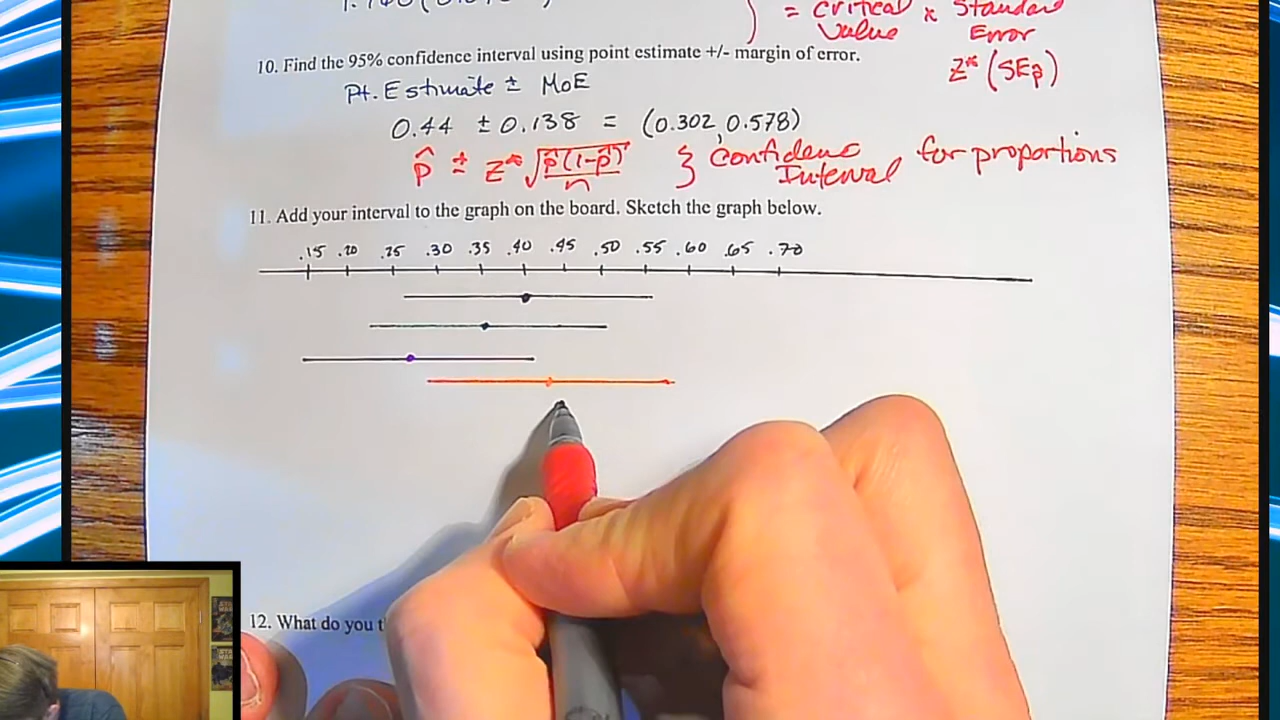 = Critical Value × Standard Error
10. Find the 95% confidence interval using point estimate +/- margin of error.
Z* (SEp̂)
Pt. Estimate ± MoE
0.44 ± 0.138 = (0.302, 0.578)
p̂ ± z* √p̂(1-p̂)/n } Confidenc Interval for proportions
11. Add your interval to the graph on the board. Sketch the graph below.
.15 .20 .25 .30 .35 .40 .45 .50 .55 .60 .65 .70
12. What do you t